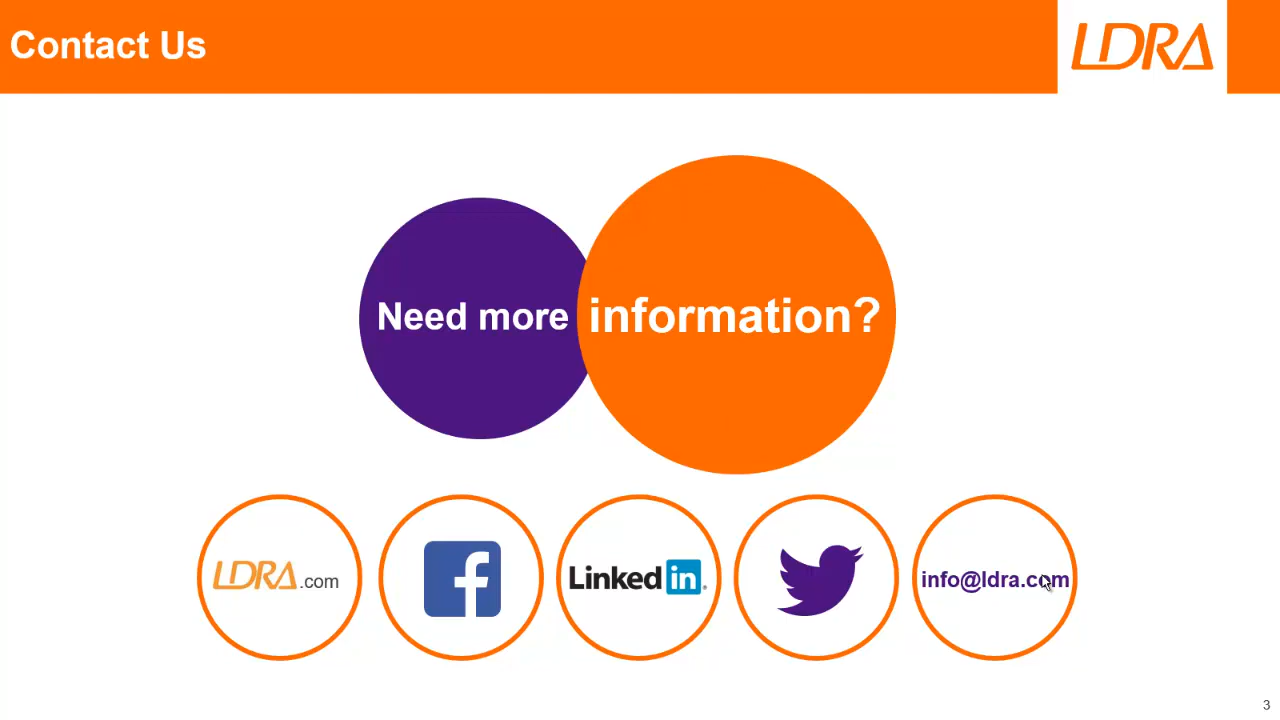 Contact Us
LDRA
Need more information?
LDRA.com
f
Linked in
info@ldra.com
3